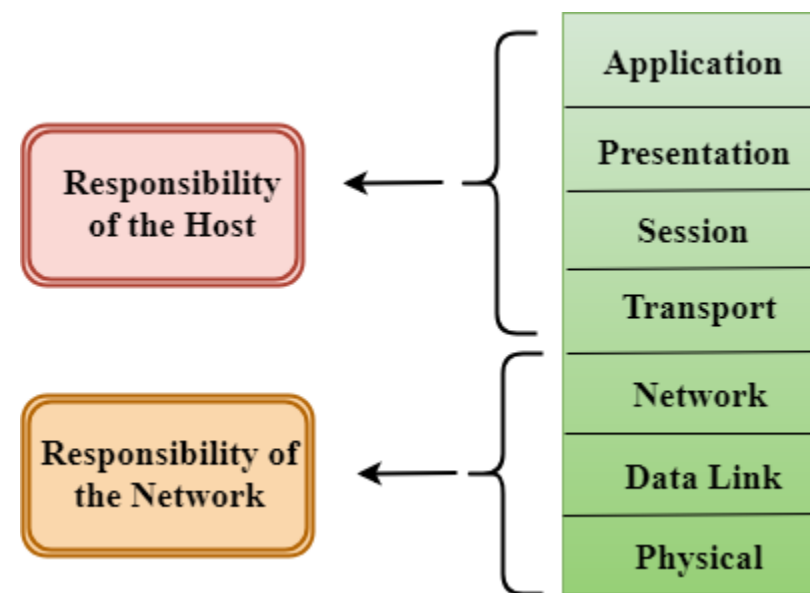 Application
Presentation
Session
Transport
Network
Data Link
Physical
Responsibility
of the Host
Responsibility of
the Network